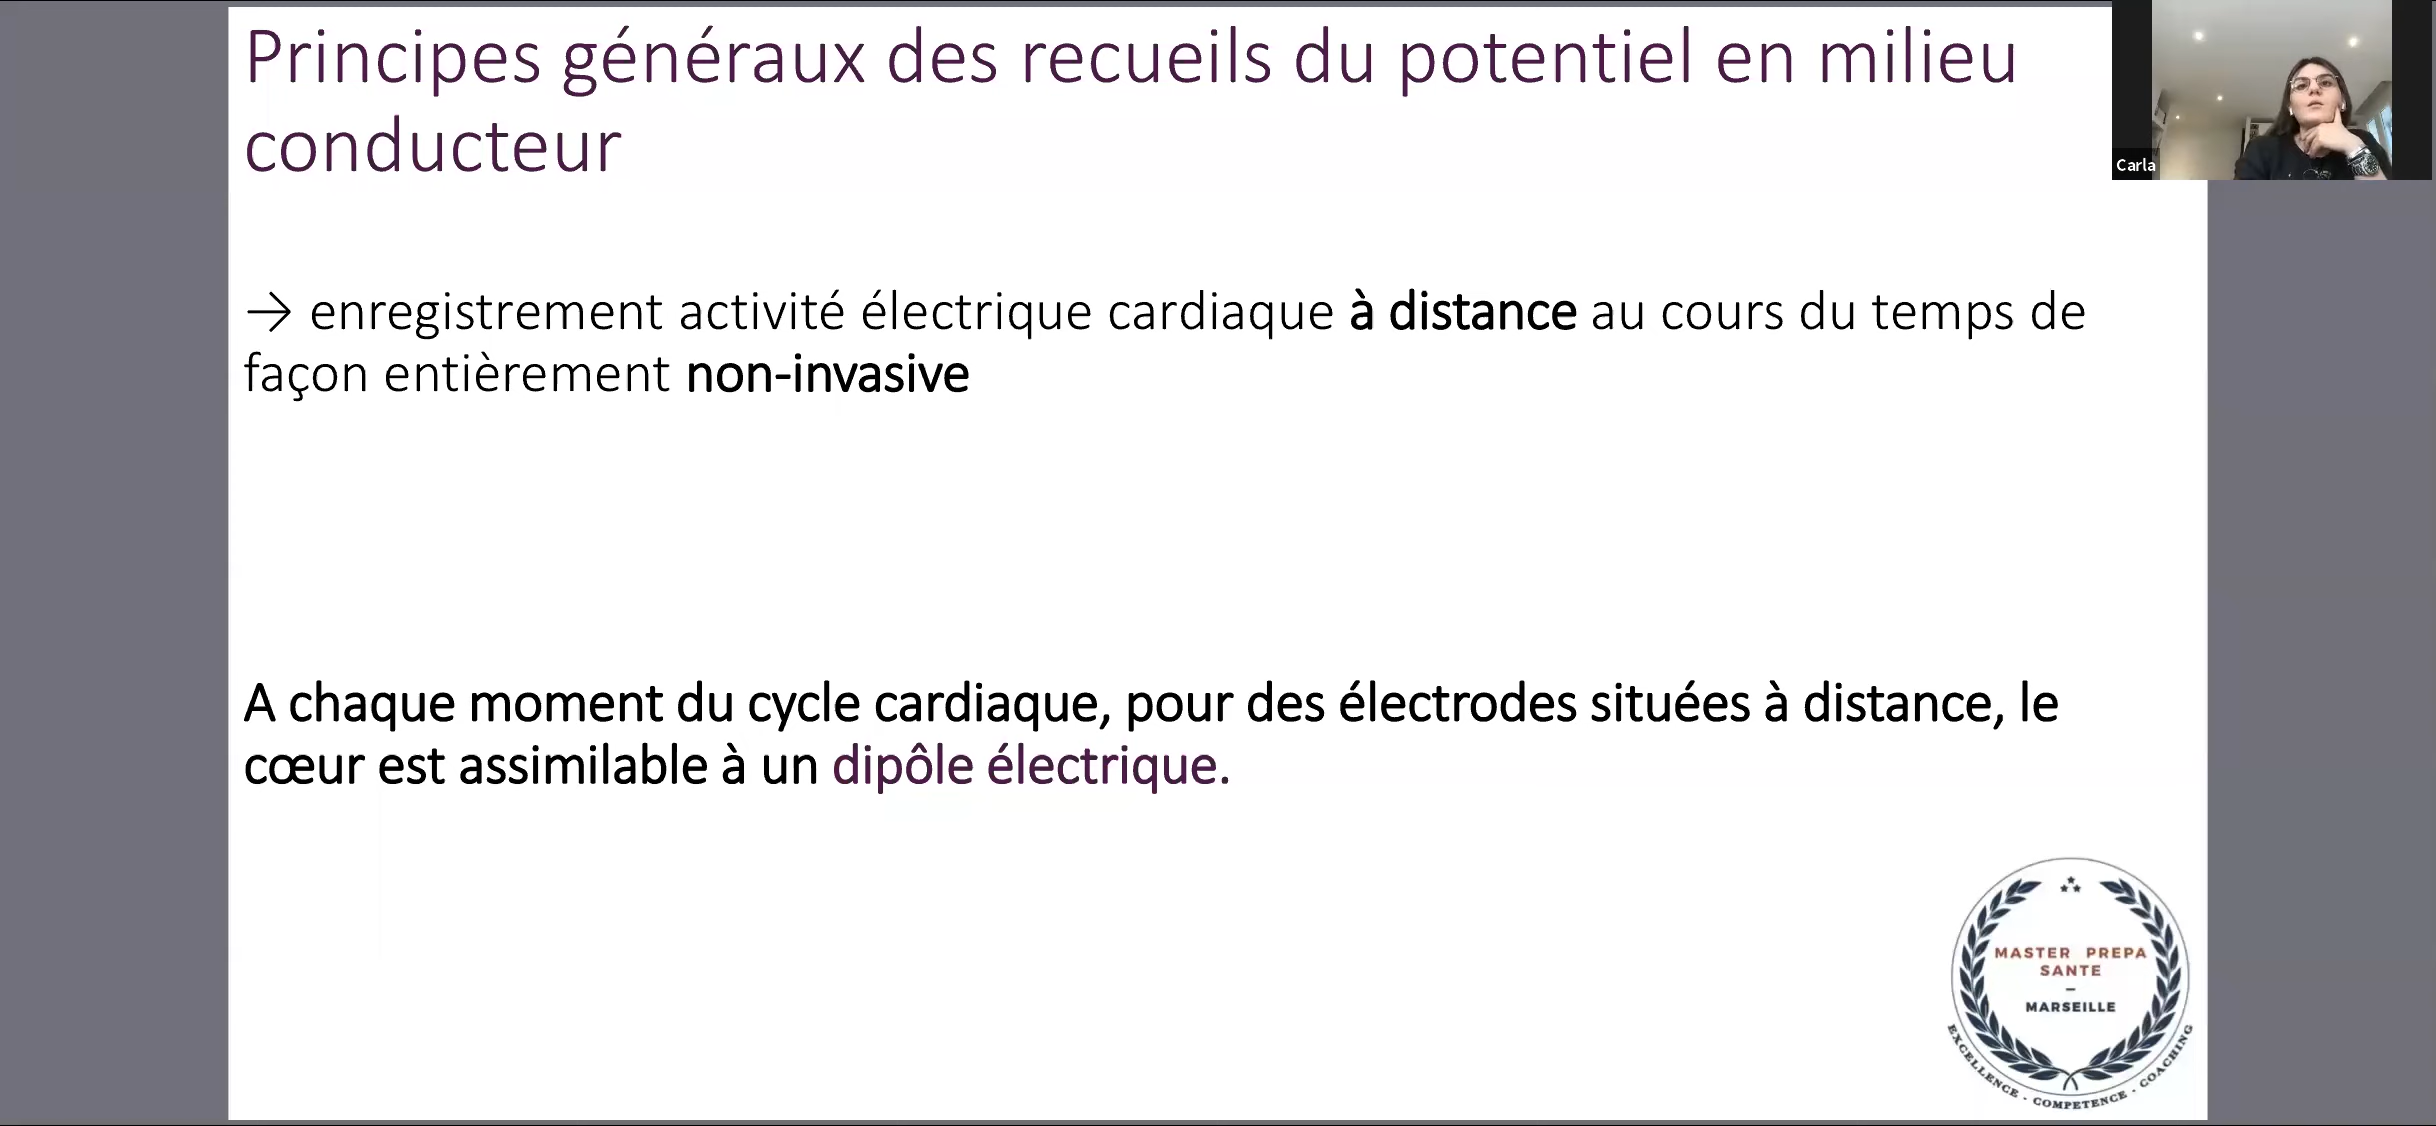 Principes généraux des recueils du potentiel en milieu
conducteur
Carla
→ enregistrement activité électrique cardiaque à distance au cours du temps de
façon entièrement non-invasive
A chaque moment du cycle cardiaque, pour des électrodes situées à distance, le
cœur est assimilable à un dipôle électrique.
MASTER PREPA
SANTE
–
MARSEILLE
EXCELLENCE · COMPETENCE · COACHING